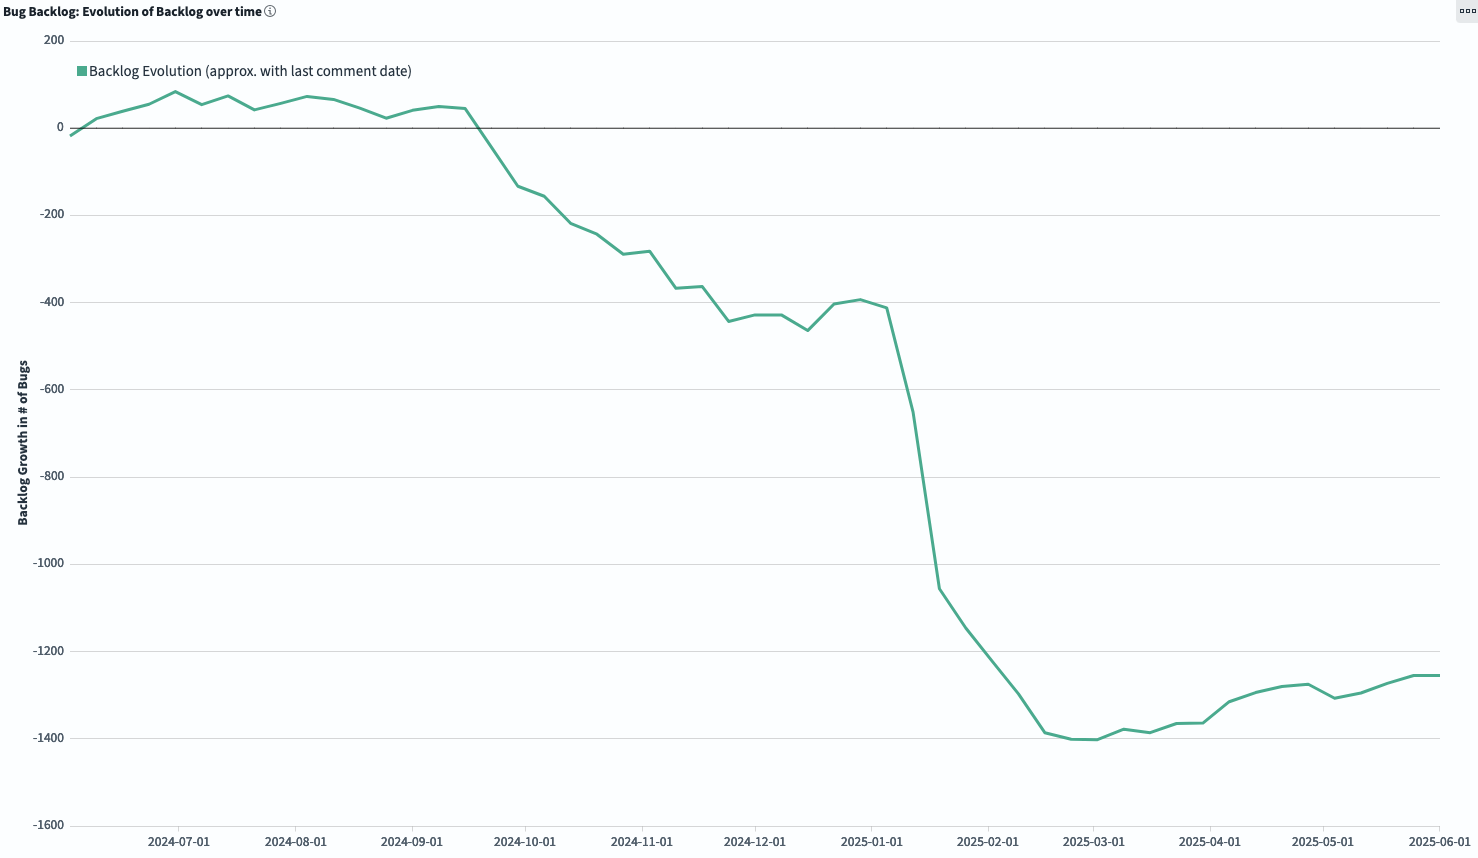 Bug Backlog: Evolution of Backlog over time
200
Backlog Evolution (approx. with last comment date)
0
-200
-400
-600
-800
-1000
-1200
-1400
-1600
Backlog Growth in # of Bugs
2024-07-01 2024-08-01 2024-09-01 2024-10-01 2024-11-01 2024-12-01 2025-01-01 2025-02-01 2025-03-01 2025-04-01 2025-05-01 2025-06-01